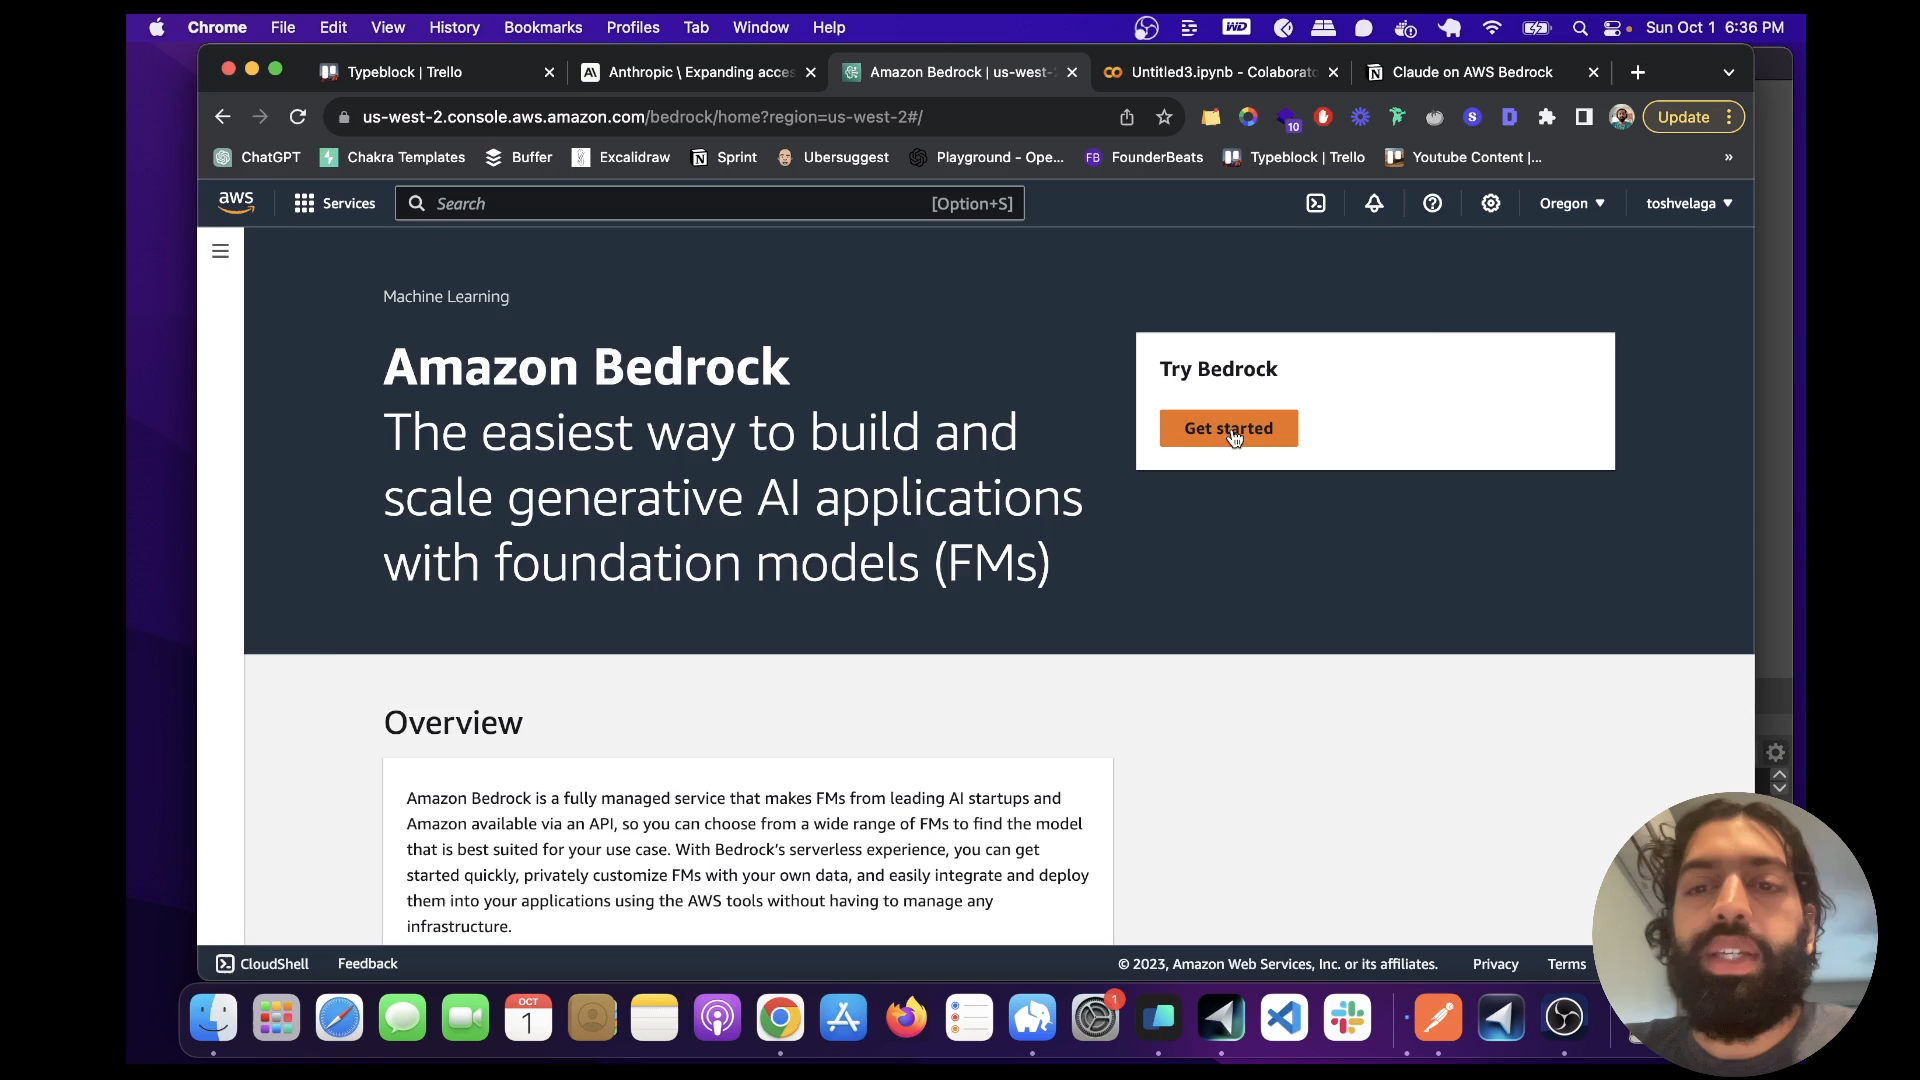 Chrome File Edit View History Bookmarks Profiles Tab Window Help WD Sun Oct 1 6:36 PM
Typeblock | Trello Anthropic \ Expanding acces Amazon Bedrock | us-west- Untitled3.ipynb - Colaborato Claude on AWS Bedrock
us-west-2.console.aws.amazon.com/bedrock/home?region=us-west-2#/ 10 S Update
ChatGPT Chakra Templates Buffer Excalidraw Sprint Ubersuggest Playground - Ope... FB FounderBeats Typeblock | Trello Youtube Content |... »
aws Services Search [Option+S] Oregon toshvelaga
Machine Learning
Amazon Bedrock
The easiest way to build and
scale generative AI applications
with foundation models (FMs)
Try Bedrock
Get started
Overview
Amazon Bedrock is a fully managed service that makes FMs from leading AI startups and
Amazon available via an API, so you can choose from a wide range of FMs to find the model
that is best suited for your use case. With Bedrock's serverless experience, you can get
started quickly, privately customize FMs with your own data, and easily integrate and deploy
them into your applications using the AWS tools without having to manage any
infrastructure.
CloudShell Feedback © 2023, Amazon Web Services, Inc. or its affiliates. Privacy Terms
OCT
1
1